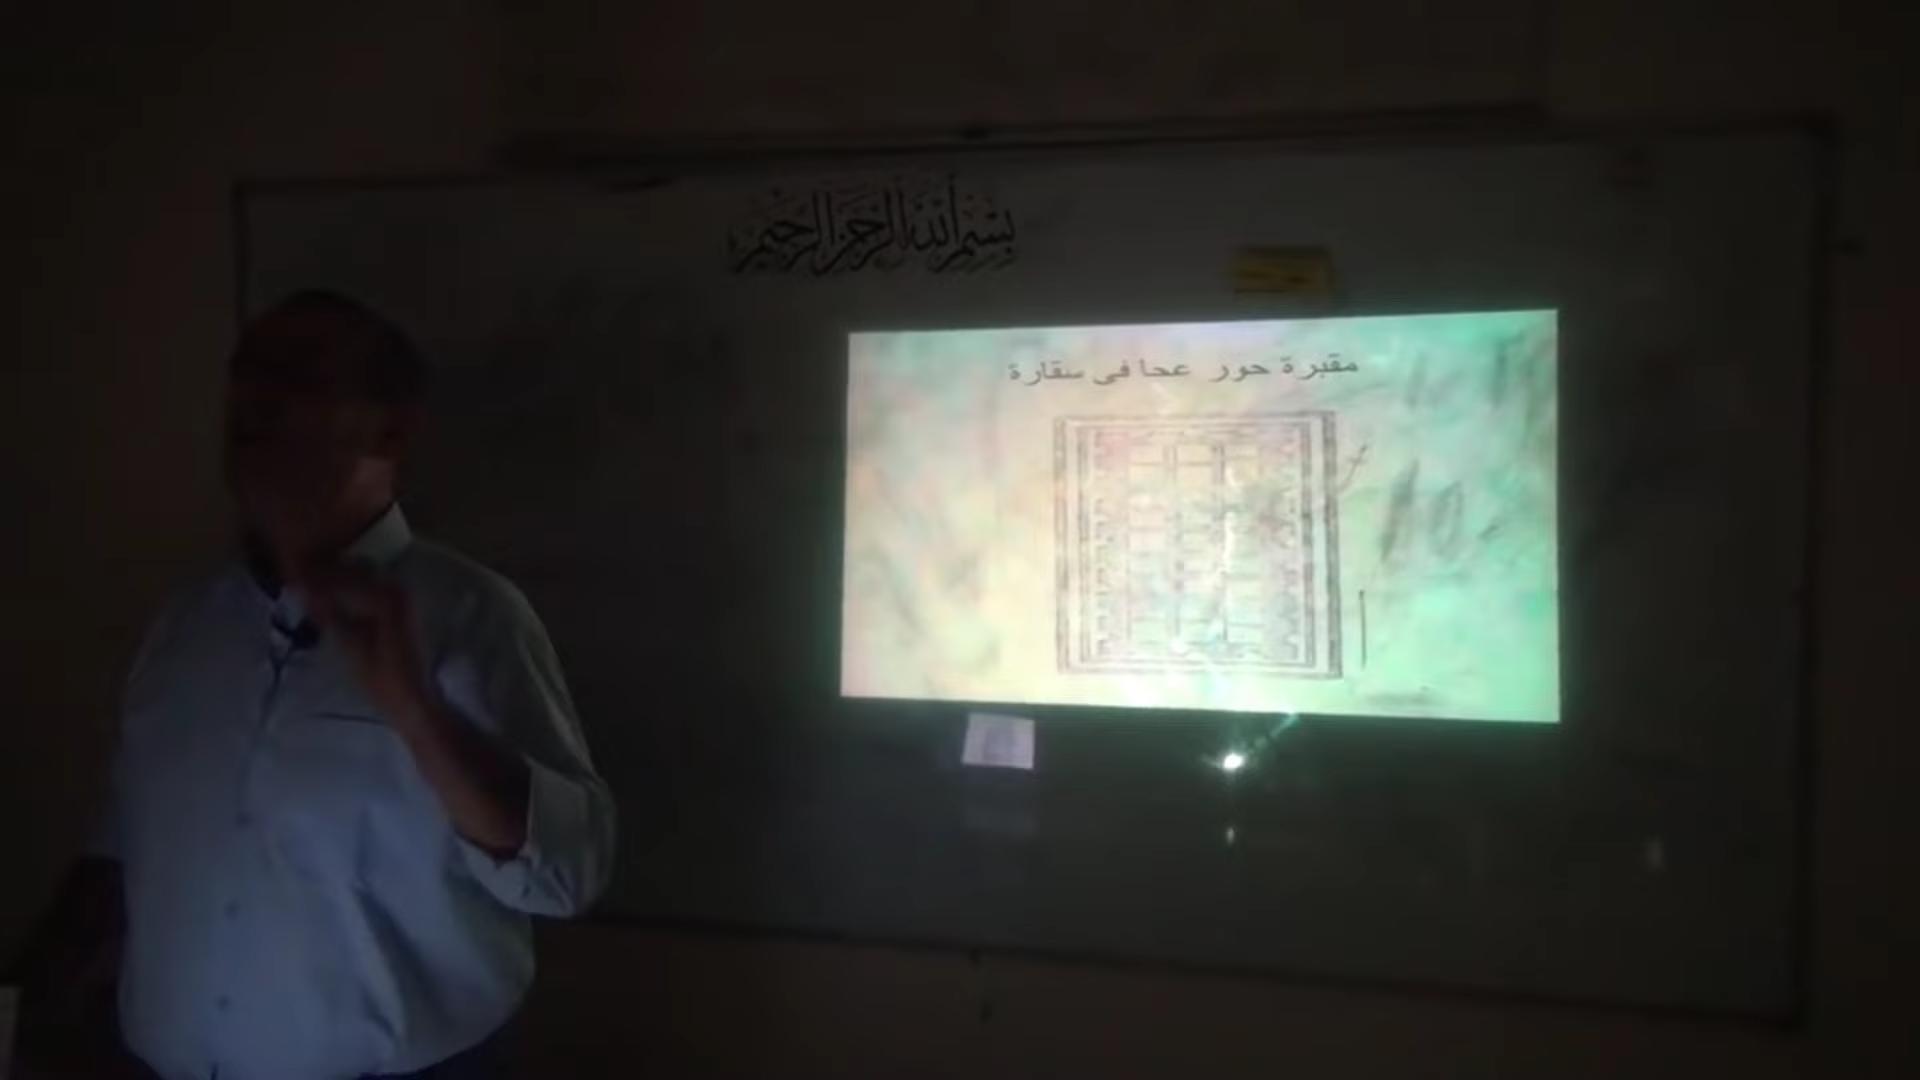 بسم الله الرحمن الرحيم
مقبرة حور عحا فى سقارة